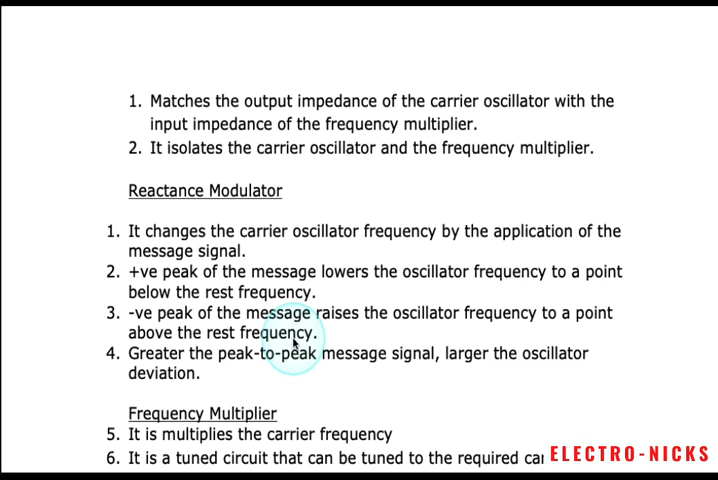 1. Matches the output impedance of the carrier oscillator with the
input impedance of the frequency multiplier.
2. It isolates the carrier oscillator and the frequency multiplier.
Reactance Modulator
1. It changes the carrier oscillator frequency by the application of the
message signal.
2. +ve peak of the message lowers the oscillator frequency to a point
below the rest frequency.
3. -ve peak of the message raises the oscillator frequency to a point
above the rest frequency.
4. Greater the peak-to-peak message signal, larger the oscillator
deviation.
Frequency Multiplier
5. It is multiplies the carrier frequency
6. It is a tuned circuit that can be tuned to the required
ELECTRO-NICKS